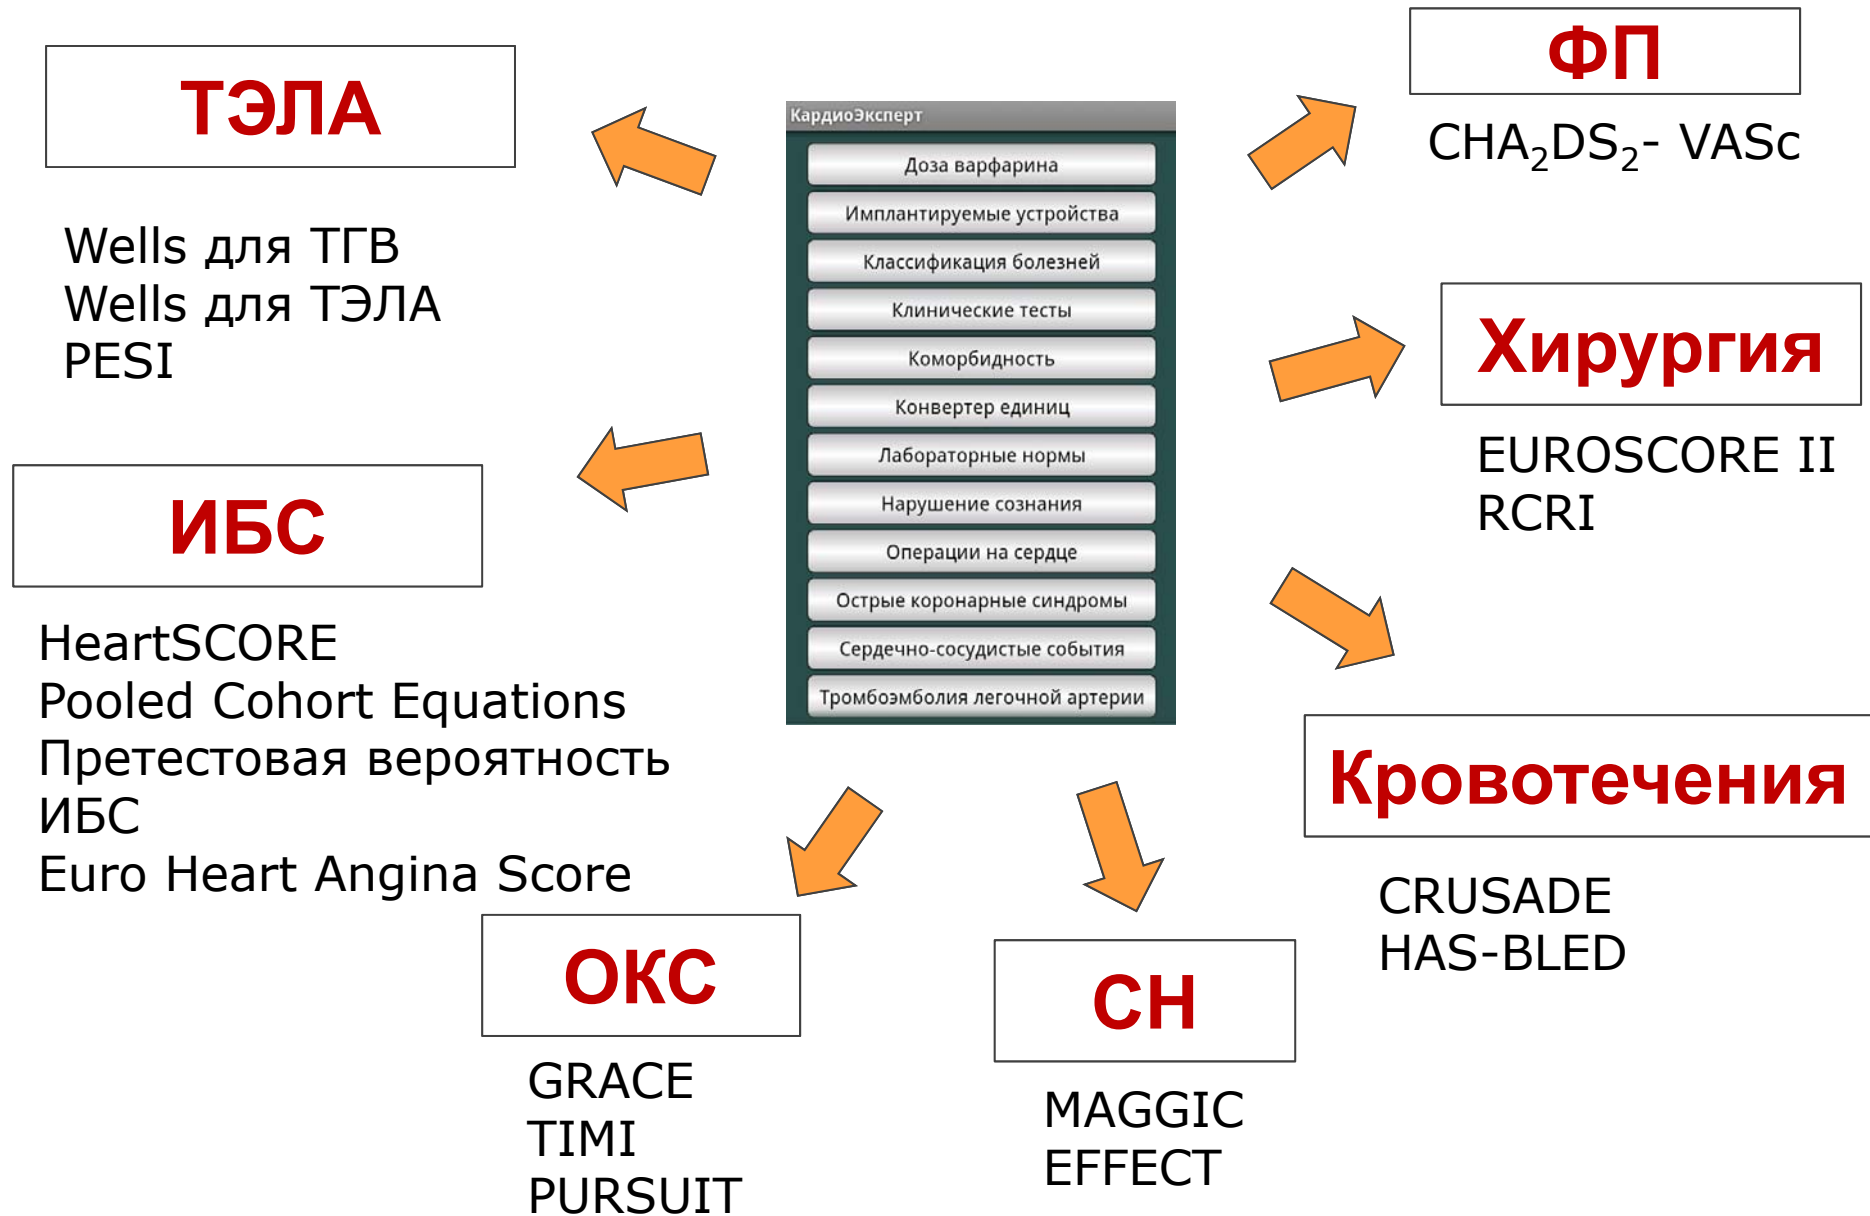 ТЭЛА
Wells для ТГВ
Wells для ТЭЛА
PESI
ИБС
HeartSCORE
Pooled Cohort Equations
Претестовая вероятность
ИБС
Euro Heart Angina Score
КардиоЭксперт
Доза варфарина
Имплантируемые устройства
Классификация болезней
Клинические тесты
Коморбидность
Конвертер единиц
Лабораторные нормы
Нарушение сознания
Операции на сердце
Острые коронарные синдромы
Сердечно-сосудистые события
Тромбоэмболия легочной артерии
ФП
CHA₂DS₂- VASc
Хирургия
EUROSCORE II
RCRI
Кровотечения
CRUSADE
HAS-BLED
ОКС
GRACE
TIMI
PURSUIT
СН
MAGGIC
EFFECT